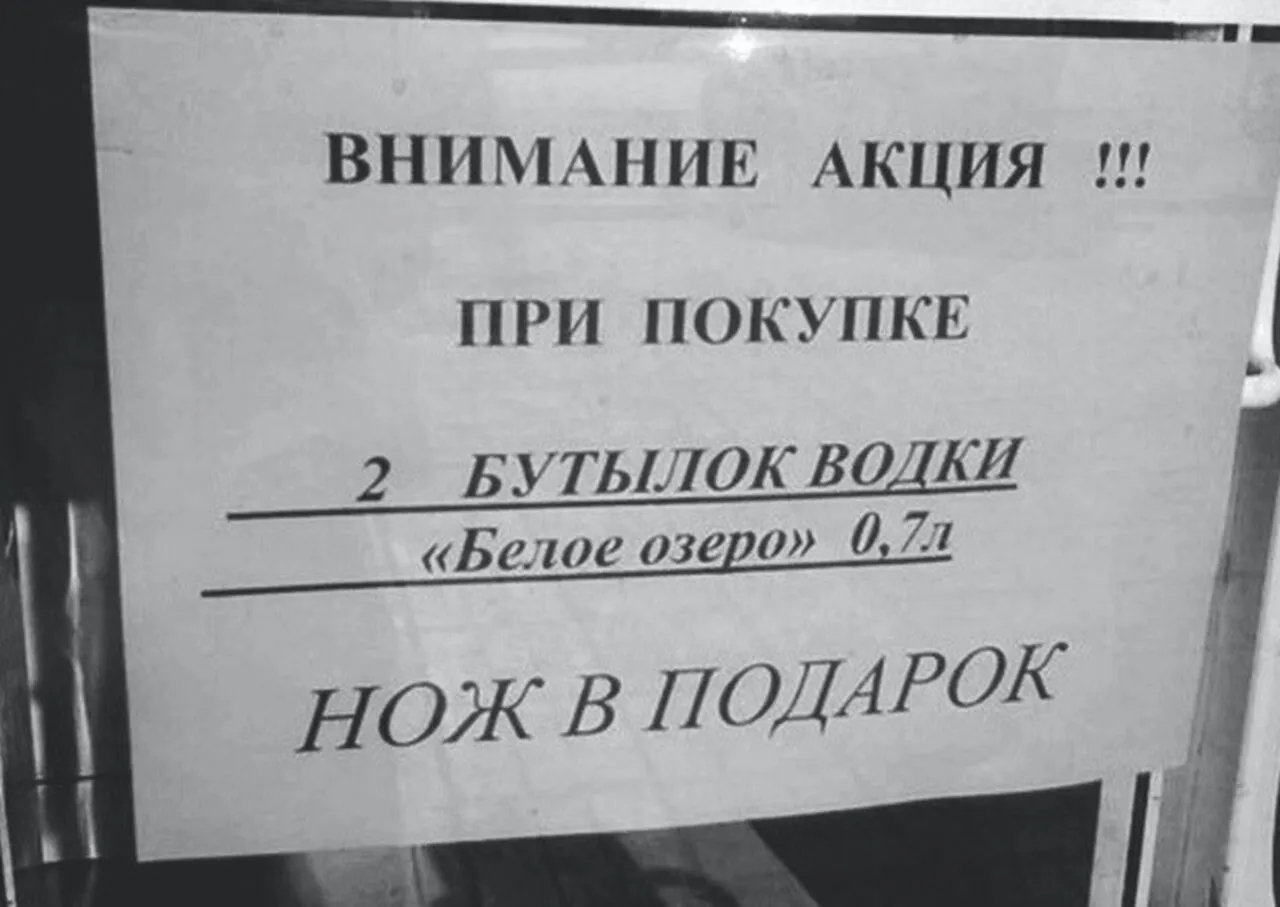 ВНИМАНИЕ АКЦИЯ !!!
ПРИ ПОКУПКЕ
2 БУТЫЛОК ВОДКИ
«Белое озеро» 0,7л
НОЖ В ПОДАРОК